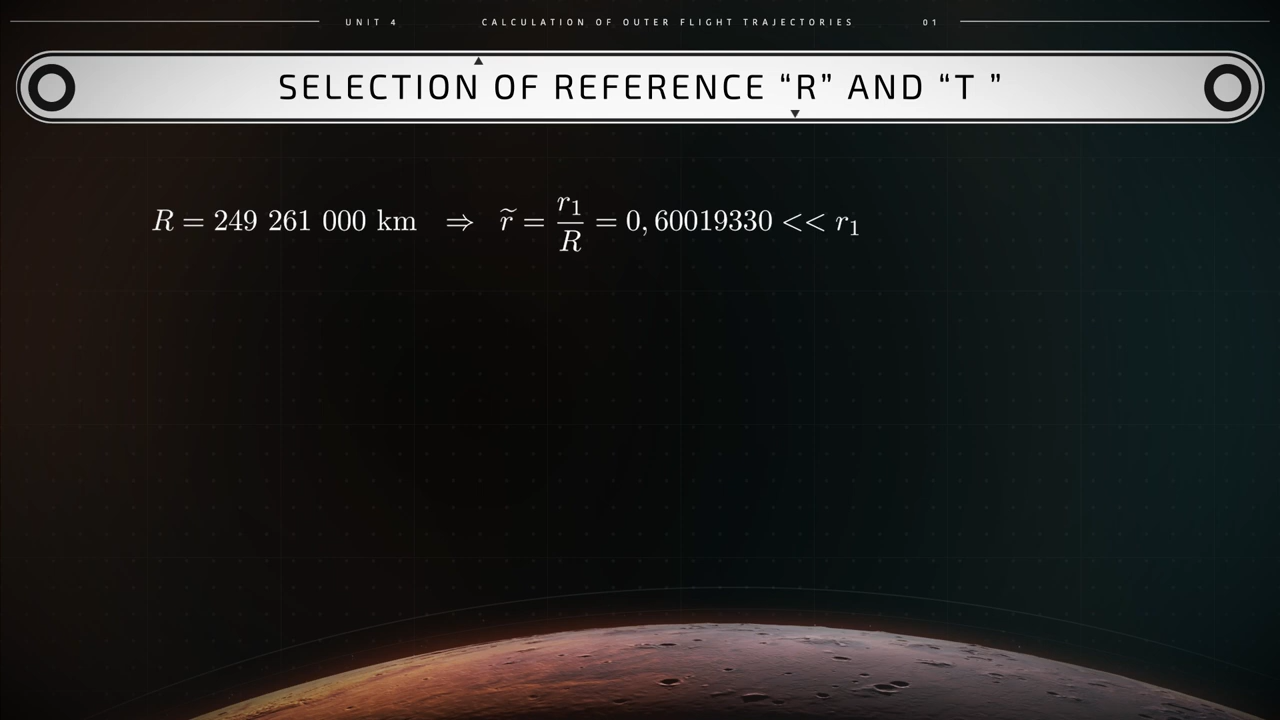 UNIT 4 CALCULATION OF OUTER FLIGHT TRAJECTORIES 01
SELECTION OF REFERENCE “R” AND “T ”
R = 249 261 000 km ⇒ r̃ = r₁/R = 0, 60019330 << r₁